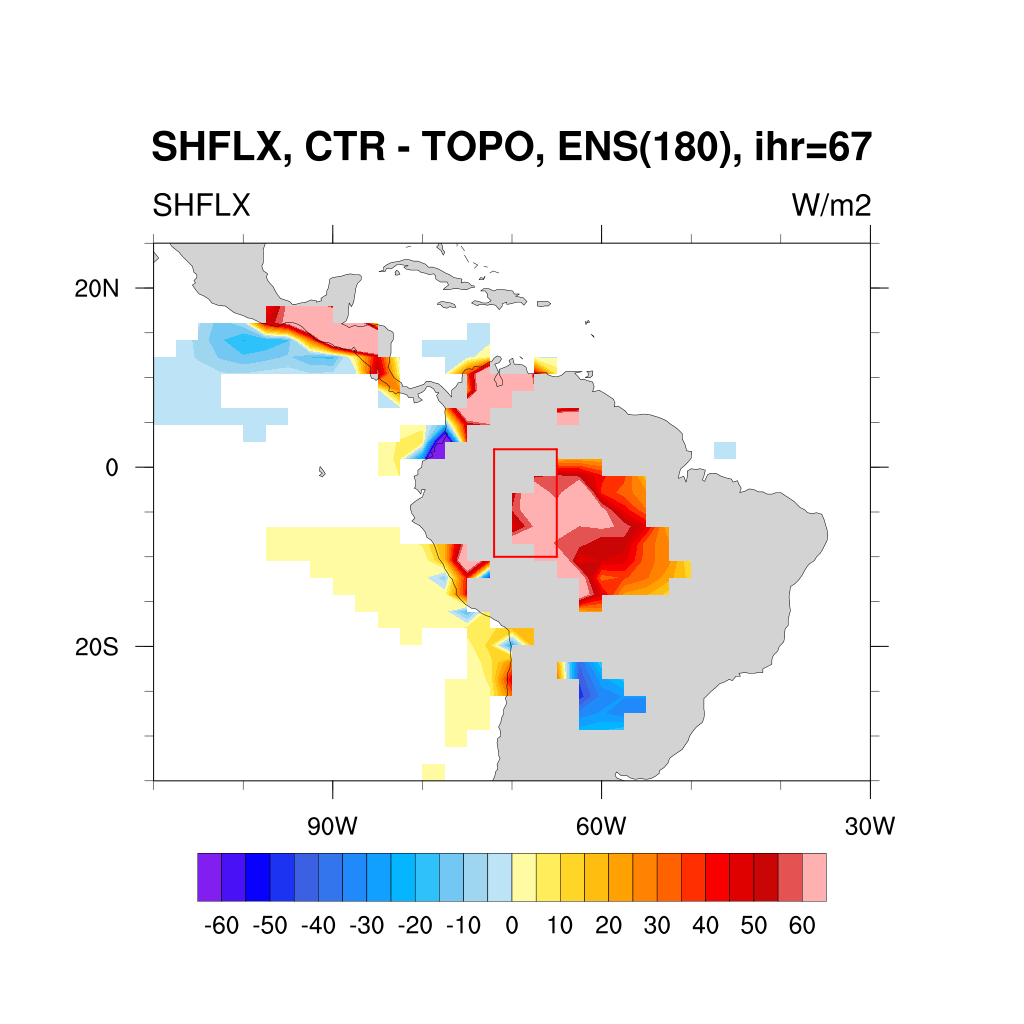 SHFLX, CTR - TOPO, ENS(180), ihr=67
SHFLX W/m2
20N
0
20S
90W 60W 30W
-60 -50 -40 -30 -20 -10 0 10 20 30 40 50 60